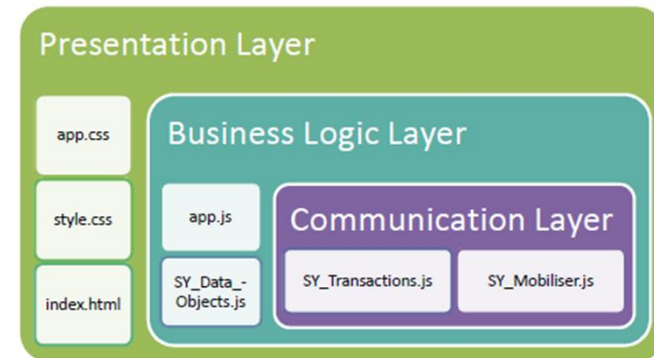 Presentation Layer
app.css
style.css
index.html
Business Logic Layer
app.js
SY_Data_-
Objects.js
Communication Layer
SY_Transactions.js
SY_Mobiliser.js